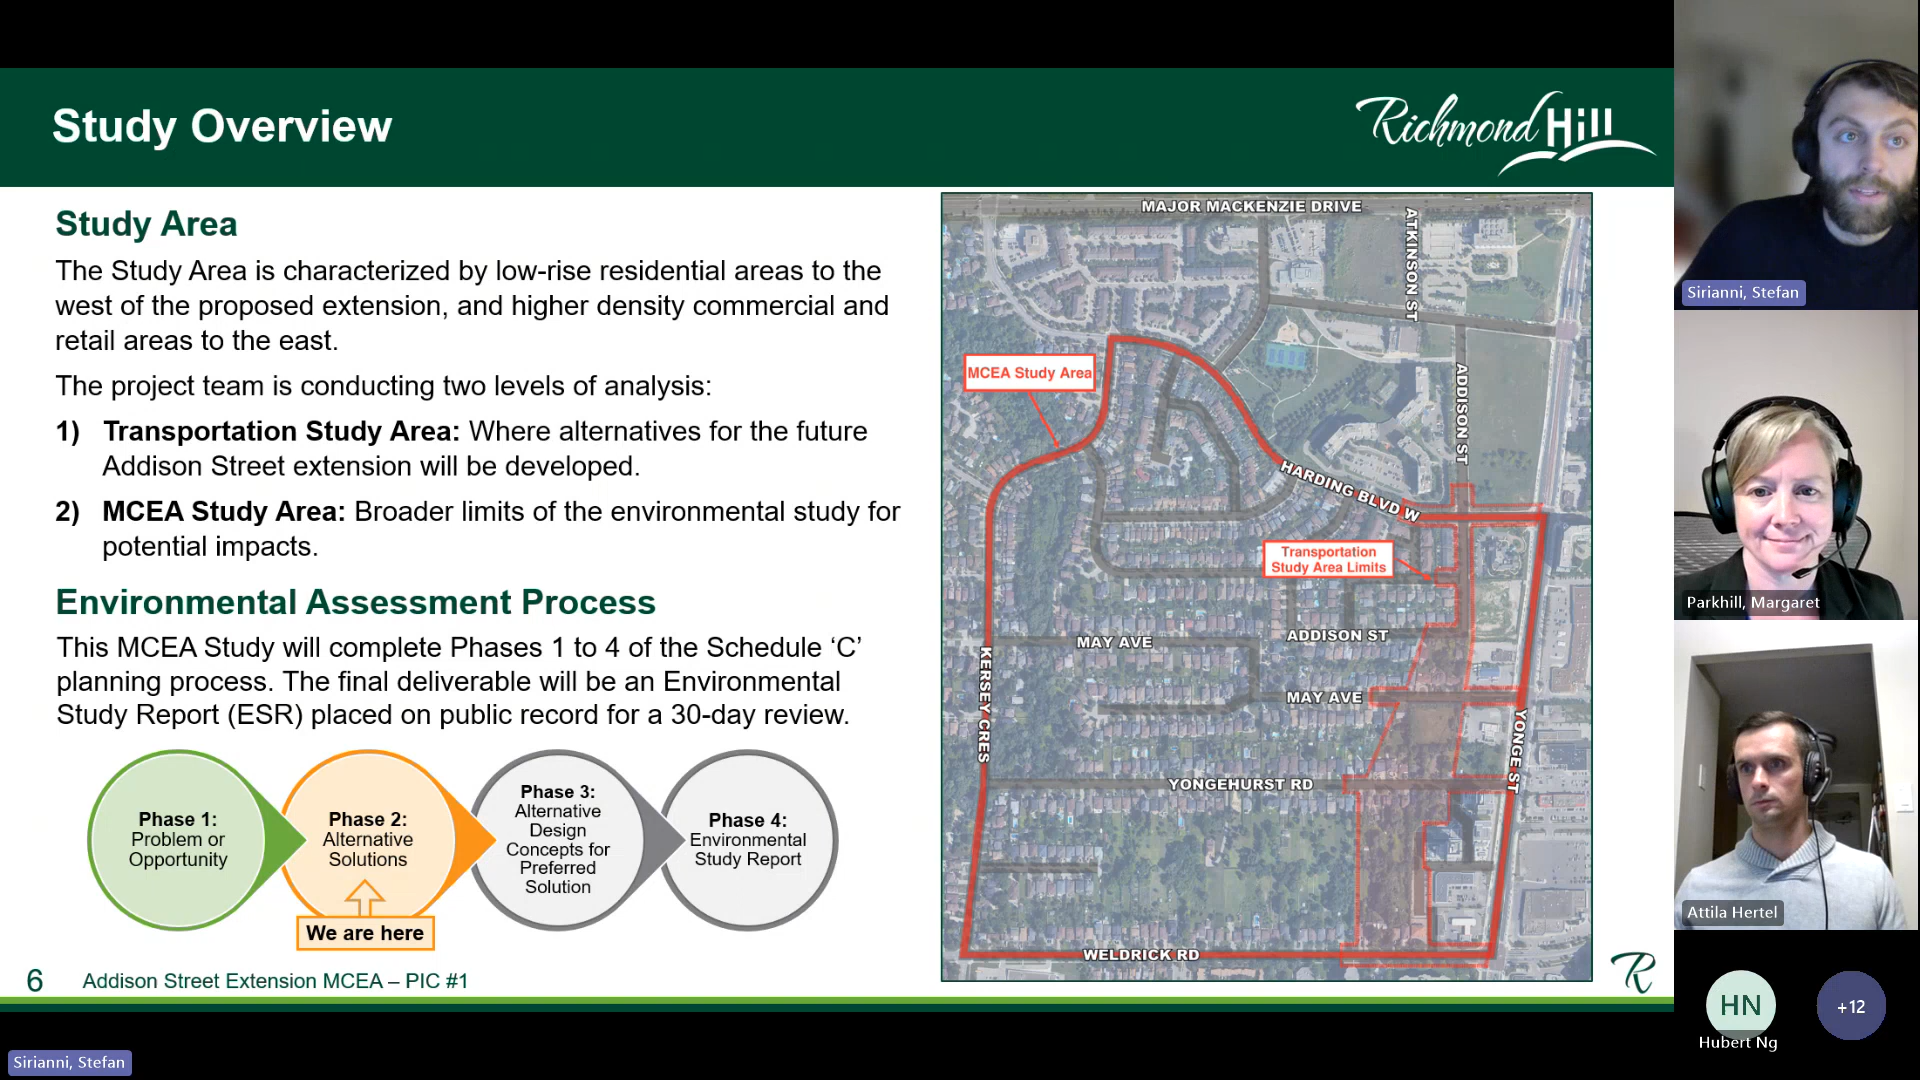 Study Overview
Richmond Hill
Study Area
The Study Area is characterized by low-rise residential areas to the
west of the proposed extension, and higher density commercial and
retail areas to the east.
The project team is conducting two levels of analysis:
1) Transportation Study Area: Where alternatives for the future
Addison Street extension will be developed.
2) MCEA Study Area: Broader limits of the environmental study for
potential impacts.
Environmental Assessment Process
This MCEA Study will complete Phases 1 to 4 of the Schedule ‘C’
planning process. The final deliverable will be an Environmental
Study Report (ESR) placed on public record for a 30-day review.
Phase 1:
Problem or
Opportunity
Phase 2:
Alternative
Solutions
We are here
Phase 3:
Alternative
Design
Concepts for
Preferred
Solution
Phase 4:
Environmental
Study Report
6
Addison Street Extension MCEA – PIC #1
MAJOR MACKENZIE DRIVE
ATKINSON ST
MCEA Study Area
ADDISON ST
HARDING BLVD W
Transportation
Study Area Limits
MAY AVE
ADDISON ST
KERSEY CRES
MAY AVE
YONGE ST
YONGEHURST RD
WELDRICK RD
R
Sirianni, Stefan
Parkhill, Margaret
Attila Hertel
HN
Hubert Ng
+12
Sirianni, Stefan